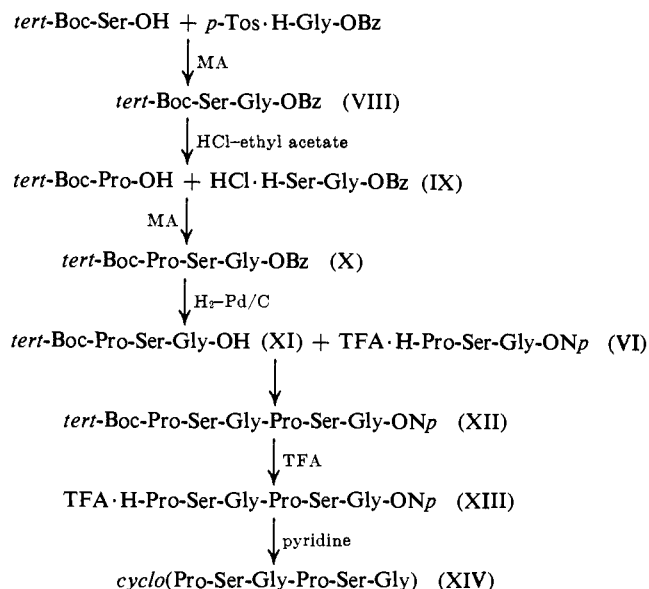 tert-Boc-Ser-OH + p-Tos·H-Gly-OBz
MA
tert-Boc-Ser-Gly-OBz (VIII)
HCl-ethyl acetate
tert-Boc-Pro-OH + HCl·H-Ser-Gly-OBz (IX)
MA
tert-Boc-Pro-Ser-Gly-OBz (X)
H₂-Pd/C
tert-Boc-Pro-Ser-Gly-OH (XI) + TFA·H-Pro-Ser-Gly-ONp (VI)
tert-Boc-Pro-Ser-Gly-Pro-Ser-Gly-ONp (XII)
TFA
TFA·H-Pro-Ser-Gly-Pro-Ser-Gly-ONp (XIII)
pyridine
cyclo(Pro-Ser-Gly-Pro-Ser-Gly) (XIV)